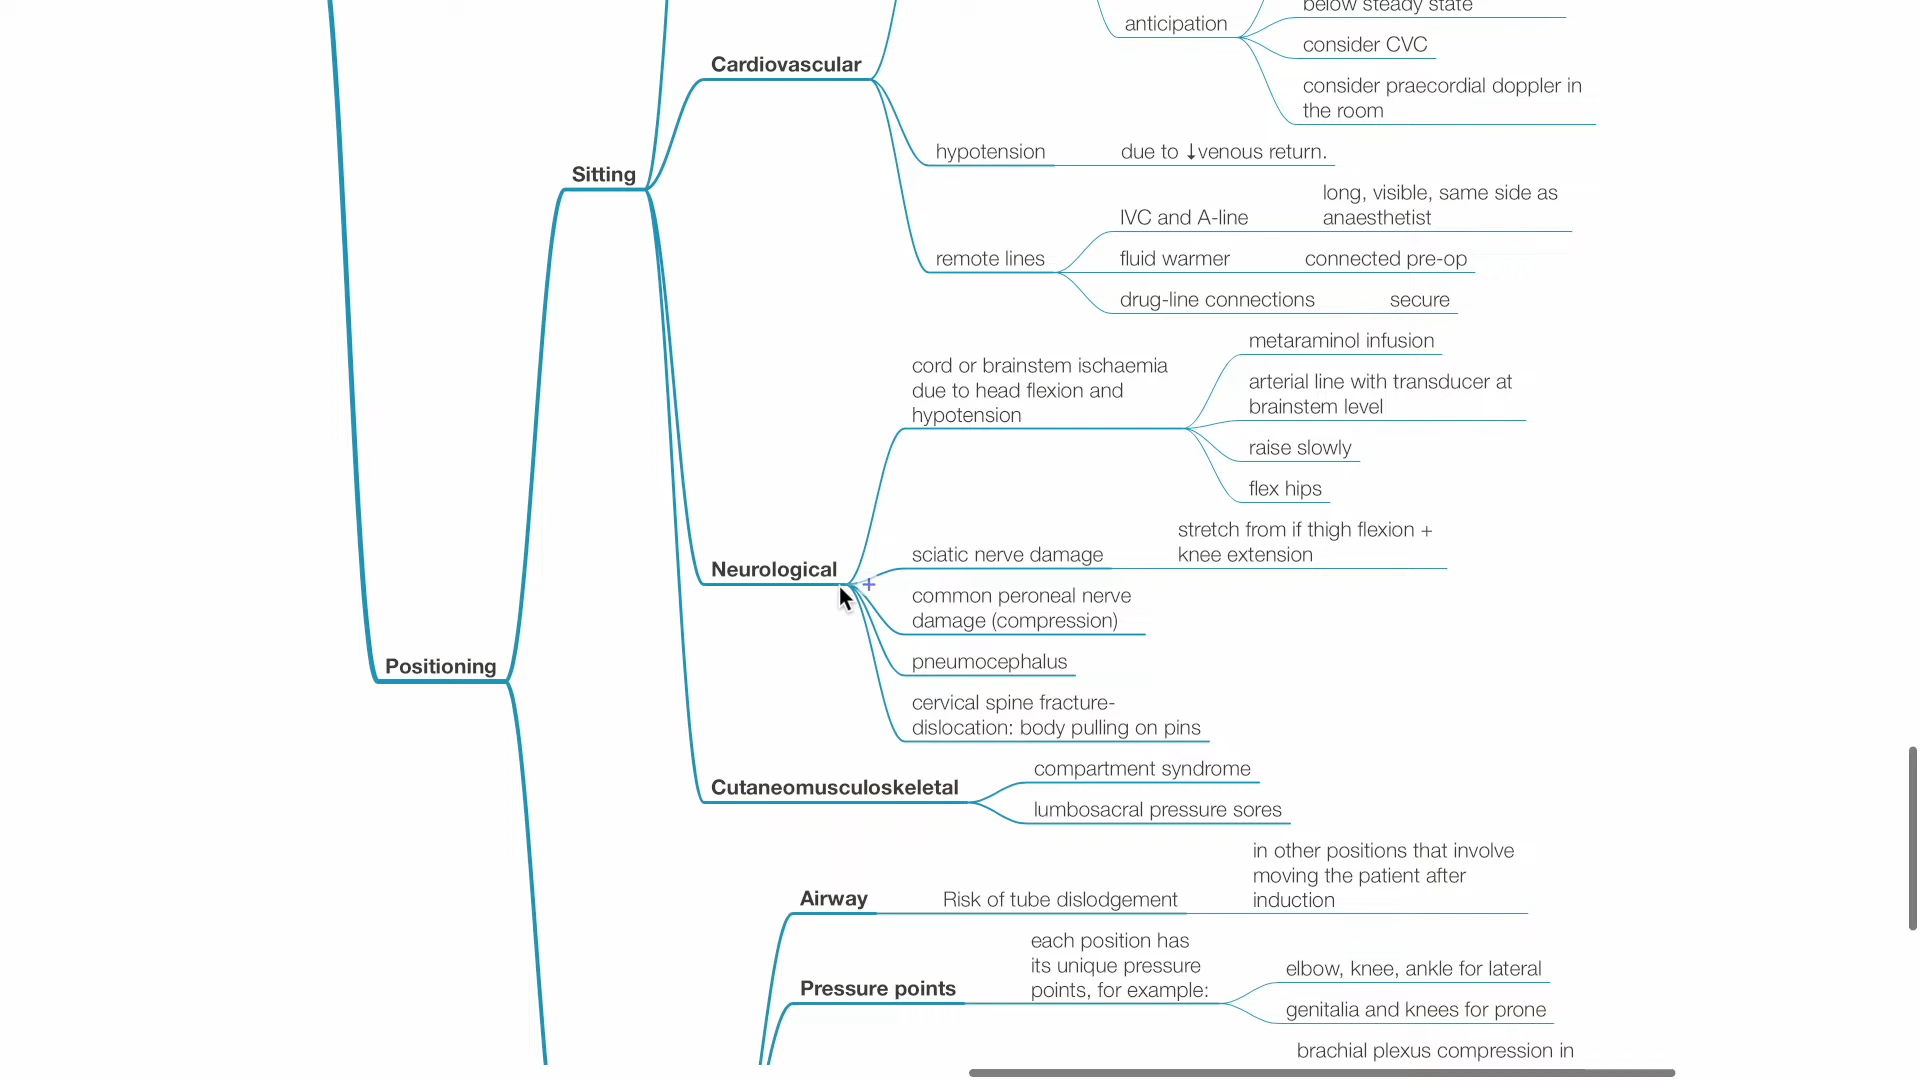 below steady state
anticipation
consider CVC
Cardiovascular
consider praecordial doppler in
the room
hypotension
due to ↓venous return.
Sitting
long, visible, same side as
anaesthetist
IVC and A-line
remote lines
fluid warmer
connected pre-op
drug-line connections
secure
metaraminol infusion
cord or brainstem ischaemia
due to head flexion and
hypotension
arterial line with transducer at
brainstem level
raise slowly
flex hips
stretch from if thigh flexion +
knee extension
sciatic nerve damage
Neurological
+
common peroneal nerve
damage (compression)
pneumocephalus
Positioning
cervical spine fracture-
dislocation: body pulling on pins
compartment syndrome
Cutaneomusculoskeletal
lumbosacral pressure sores
in other positions that involve
moving the patient after
induction
Airway
Risk of tube dislodgement
each position has
its unique pressure
points, for example:
Pressure points
elbow, knee, ankle for lateral
genitalia and knees for prone
brachial plexus compression in